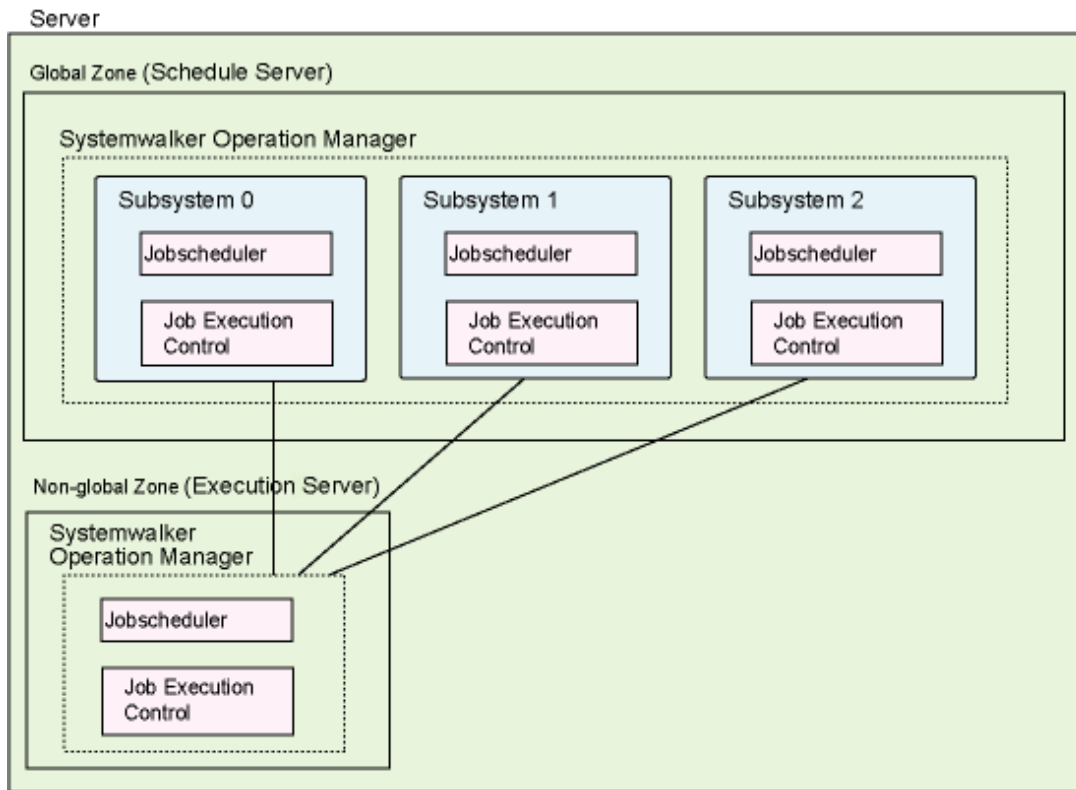 Server
Global Zone (Schedule Server)
Systemwalker Operation Manager
Subsystem 0
Jobscheduler
Job Execution
Control
Subsystem 1
Jobscheduler
Job Execution
Control
Subsystem 2
Jobscheduler
Job Execution
Control
Non-global Zone (Execution Server)
Systemwalker
Operation Manager
Jobscheduler
Job Execution
Control